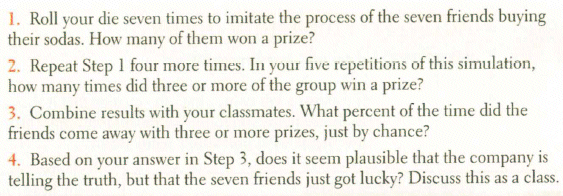 1. Roll your die seven times to imitate the process of the seven friends buying
their sodas. How many of them won a prize?
2. Repeat Step 1 four more times. In your five repetitions of this simulation,
how many times did three or more of the group win a prize?
3. Combine results with your classmates. What percent of the time did the
friends come away with three or more prizes, just by chance?
4. Based on your answer in Step 3, does it seem plausible that the company is
telling the truth, but that the seven friends just got lucky? Discuss this as a class.